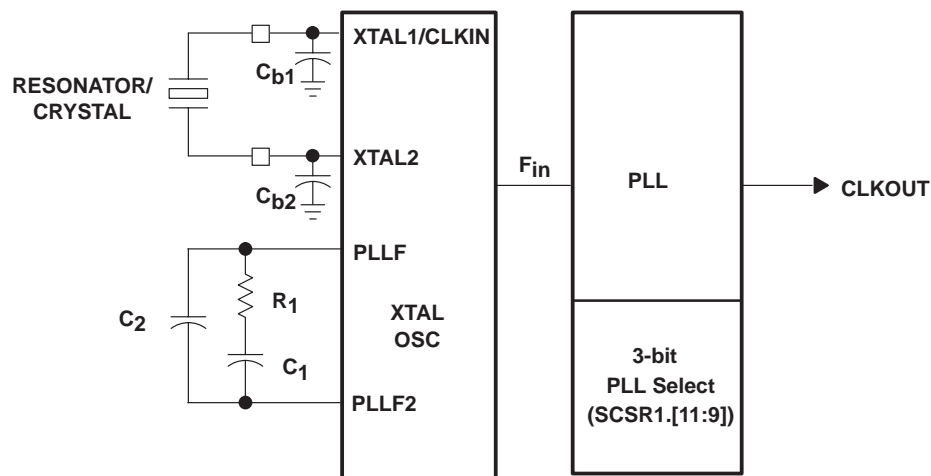 XTAL1/CLKIN
Cb1
RESONATOR/
CRYSTAL
XTAL2
Cb2
Fin
PLL
CLKOUT
PLLF
R1
C2
XTAL
OSC
C1
3-bit
PLL Select
(SCSR1.[11:9])
PLLF2